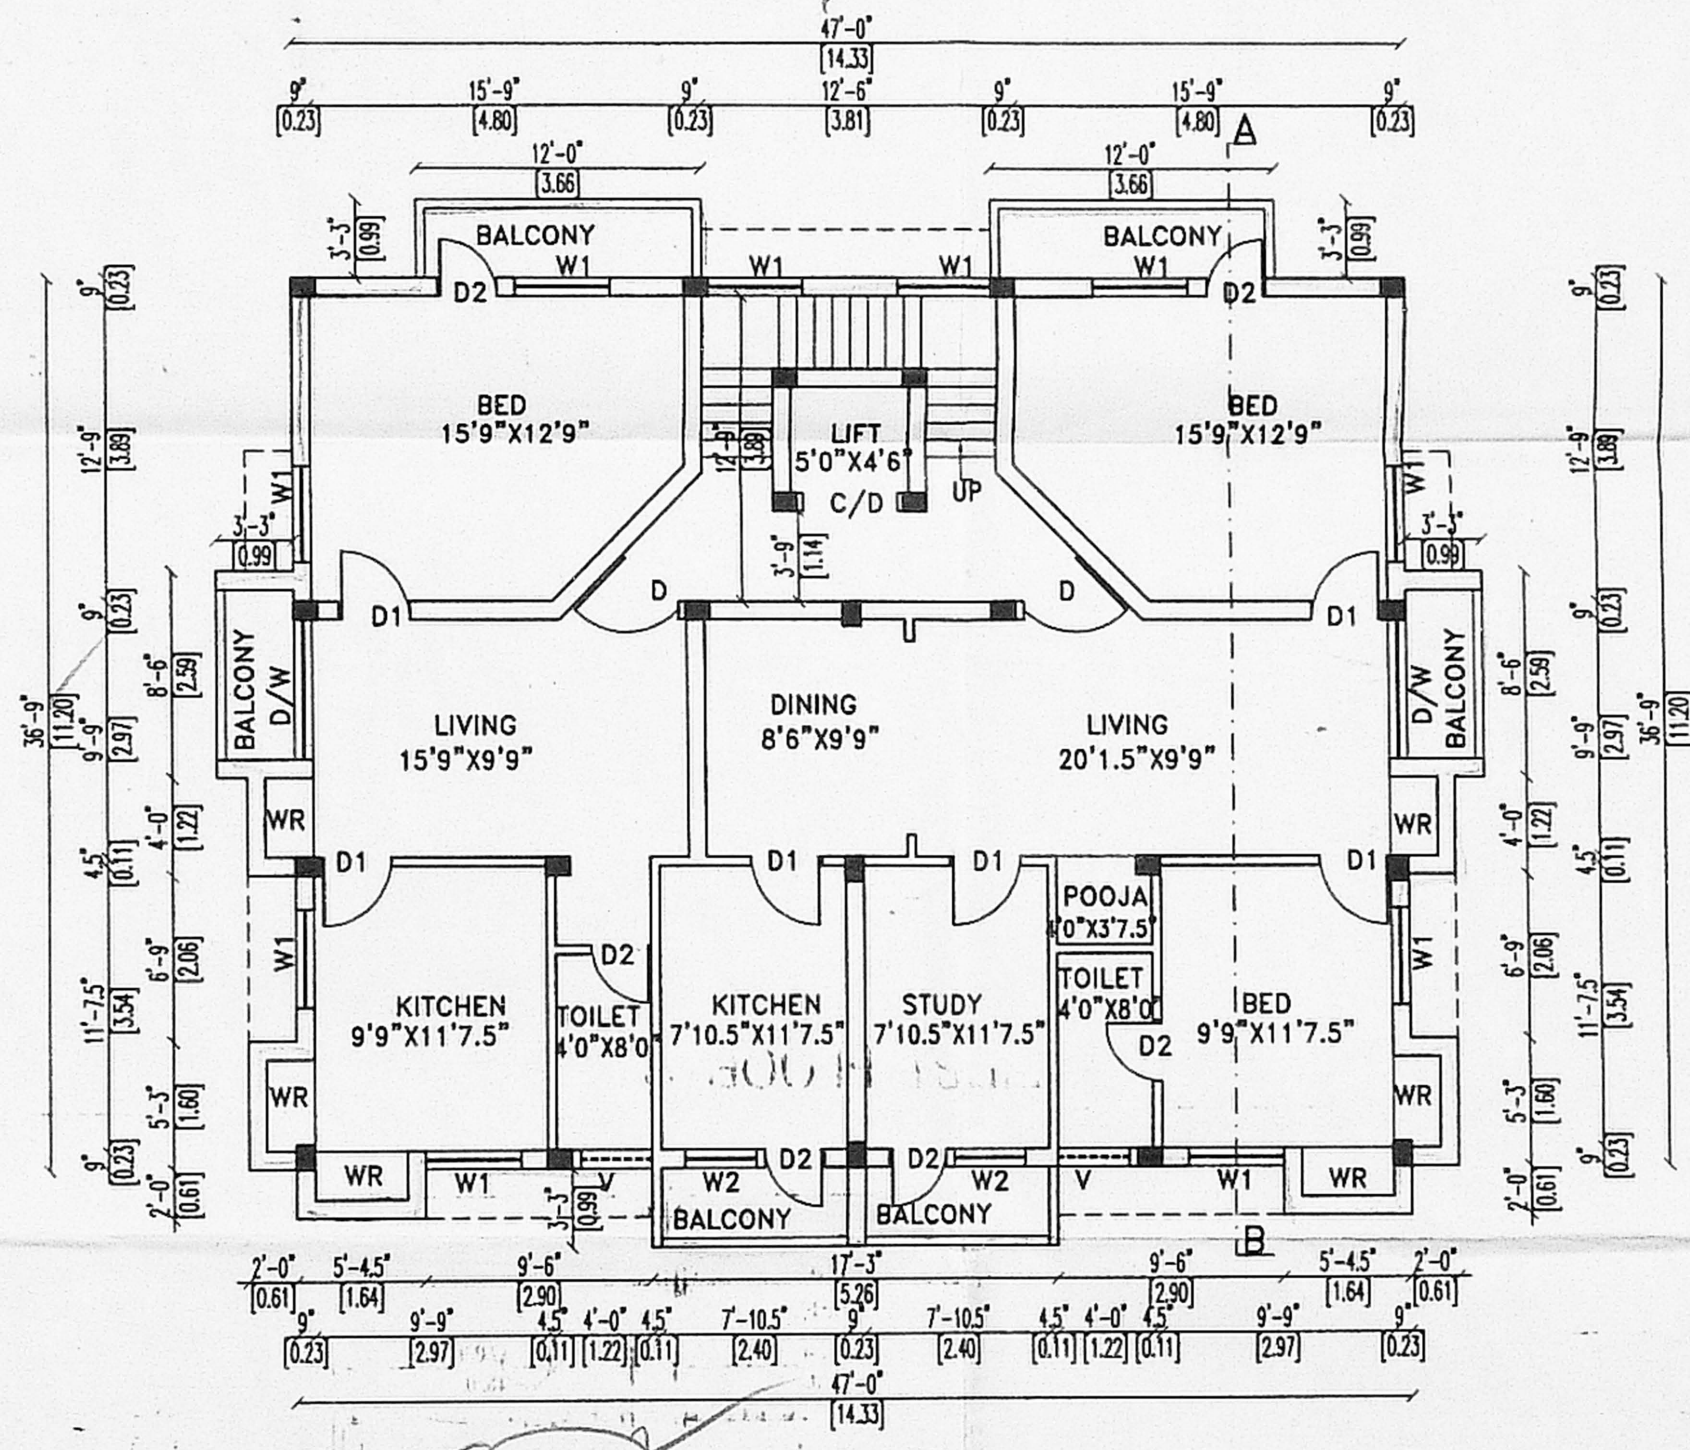 47'-0"
[14.33]
9" 15'-9" 9" 12'-6" 9" 15'-9" 9"
[0.23] [4.80] [0.23] [3.81] [0.23] [4.80] [0.23]
A
12'-0" 12'-0"
[3.66] [3.66]
3'-3" [0.99] BALCONY BALCONY 3'-3" [0.99]
W1 W1 W1 W1
D2 D2
9" [0.23] 9" [0.23]
BED BED
15'9"X12'9" 15'9"X12'9"
12'-9" [3.89] 12'-9" [3.89] 12'-9" [3.89]
LIFT
5'0"X4'6"
C/D
UP
W1 W1
3'-3" 3'-3"
[0.99] [0.99]
3'-9" [1.14]
D D
D1 D1
9" [0.23] 9" [0.23]
BALCONY D/W D/W BALCONY
8'-6" [2.59] 8'-6" [2.59]
36'-9" [11.20] 9'-9" [2.97] 9'-9" [2.97] 36'-9" [11.20]
LIVING DINING LIVING
15'9"X9'9" 8'6"X9'9" 20'1.5"X9'9"
WR WR
4'-0" [1.22] 4'-0" [1.22]
4.5" [0.11] 4.5" [0.11]
D1 D1 D1 D1
POOJA
'0"X3'7.5"
W1 W1
D2
6'-9" [2.06] 6'-9" [2.06]
11'-7.5" [3.54] 11'-7.5" [3.54]
KITCHEN TOILET KITCHEN STUDY TOILET BED
9'9"X11'7.5" 4'0"X8'0 7'10.5"X11'7.5" 7'10.5"X11'7.5" 4'0"X8'0" 9'9"X11'7.5"
D2
WR WR
5'-3" [1.60] 5'-3" [1.60]
9" [0.23] 9" [0.23]
D2 D2
WR W1 V W2 W2 V W1 WR
2'-0" [0.61] 3'-3" [0.99] 2'-0" [0.61]
BALCONY BALCONY
B
2'-0" 5'-4.5" 9'-6" 17'-3" 9'-6" 5'-4.5" 2'-0"
[0.61] [1.64] [2.90] [5.26] [2.90] [1.64] [0.61]
9" 9'-9" 4.5" 4'-0" 4.5" 7'-10.5" 9" 7'-10.5" 4.5" 4'-0" 4.5" 9'-9" 9"
[0.23] [2.97] [0.11] [1.22] [0.11] [2.40] [0.23] [2.40] [0.11] [1.22] [0.11] [2.97] [0.23]
47'-0"
[14.33]